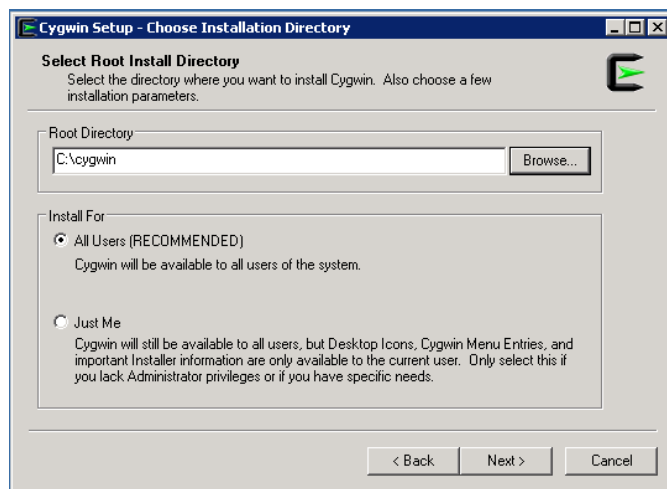 Cygwin Setup - Choose Installation Directory
Select Root Install Directory
Select the directory where you want to install Cygwin. Also choose a few
installation parameters.
Root Directory
C:\cygwin
Browse...
Install For
All Users (RECOMMENDED)
Cygwin will be available to all users of the system.
Just Me
Cygwin will still be available to all users, but Desktop Icons, Cygwin Menu Entries, and
important Installer information are only available to the current user. Only select this if
you lack Administrator privileges or if you have specific needs.
< Back
Next >
Cancel